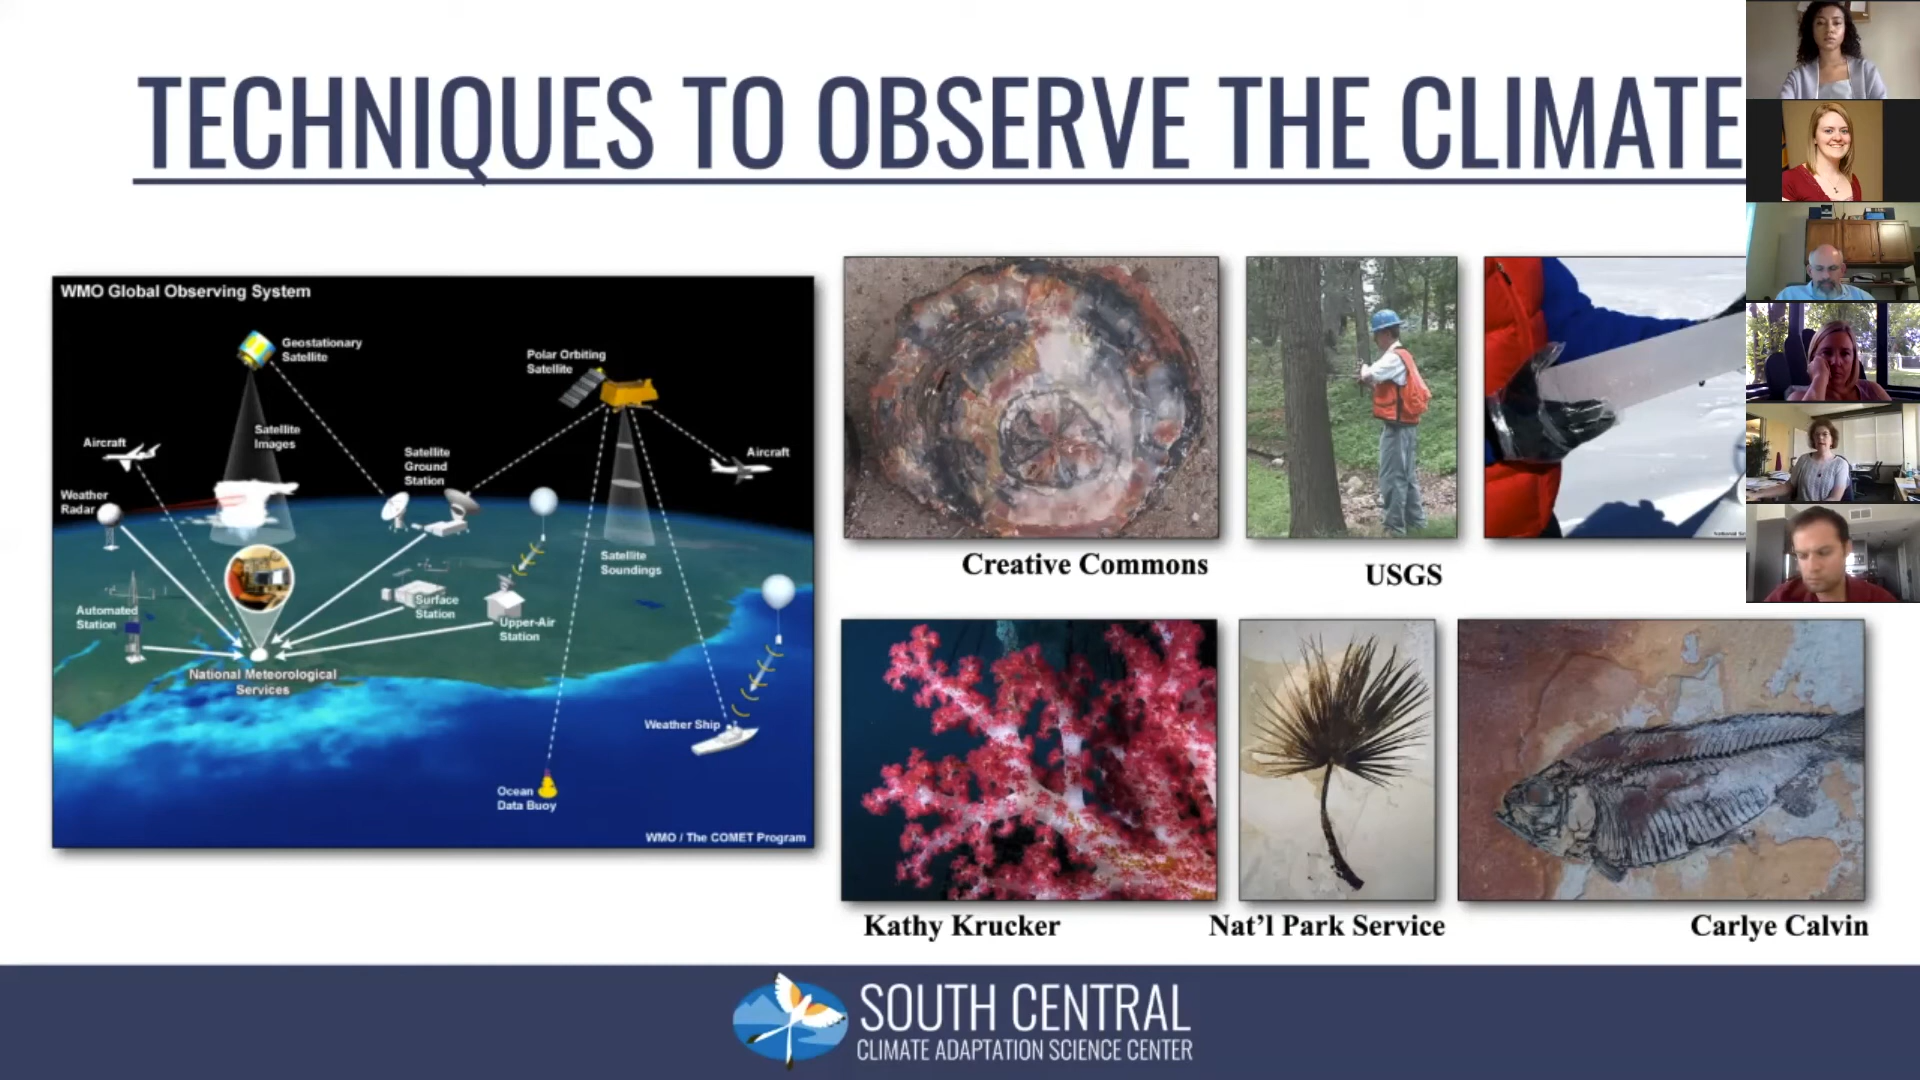 TECHNIQUES TO OBSERVE THE CLIMATE
WMO Global Observing System
Geostationary
Satellite
Polar Orbiting
Satellite
Satellite
Images
Aircraft
Satellite
Ground
Station
Aircraft
Weather
Radar
Satellite
Soundings
Automated
Station
Surface
Station
Upper-Air
Station
National Meteorological
Services
Weather Ship
Ocean
Data Buoy
WMO / The COMET Program
Creative Commons
USGS
Kathy Krucker
Nat'l Park Service
Carlye Calvin
SOUTH CENTRAL
CLIMATE ADAPTATION SCIENCE CENTER